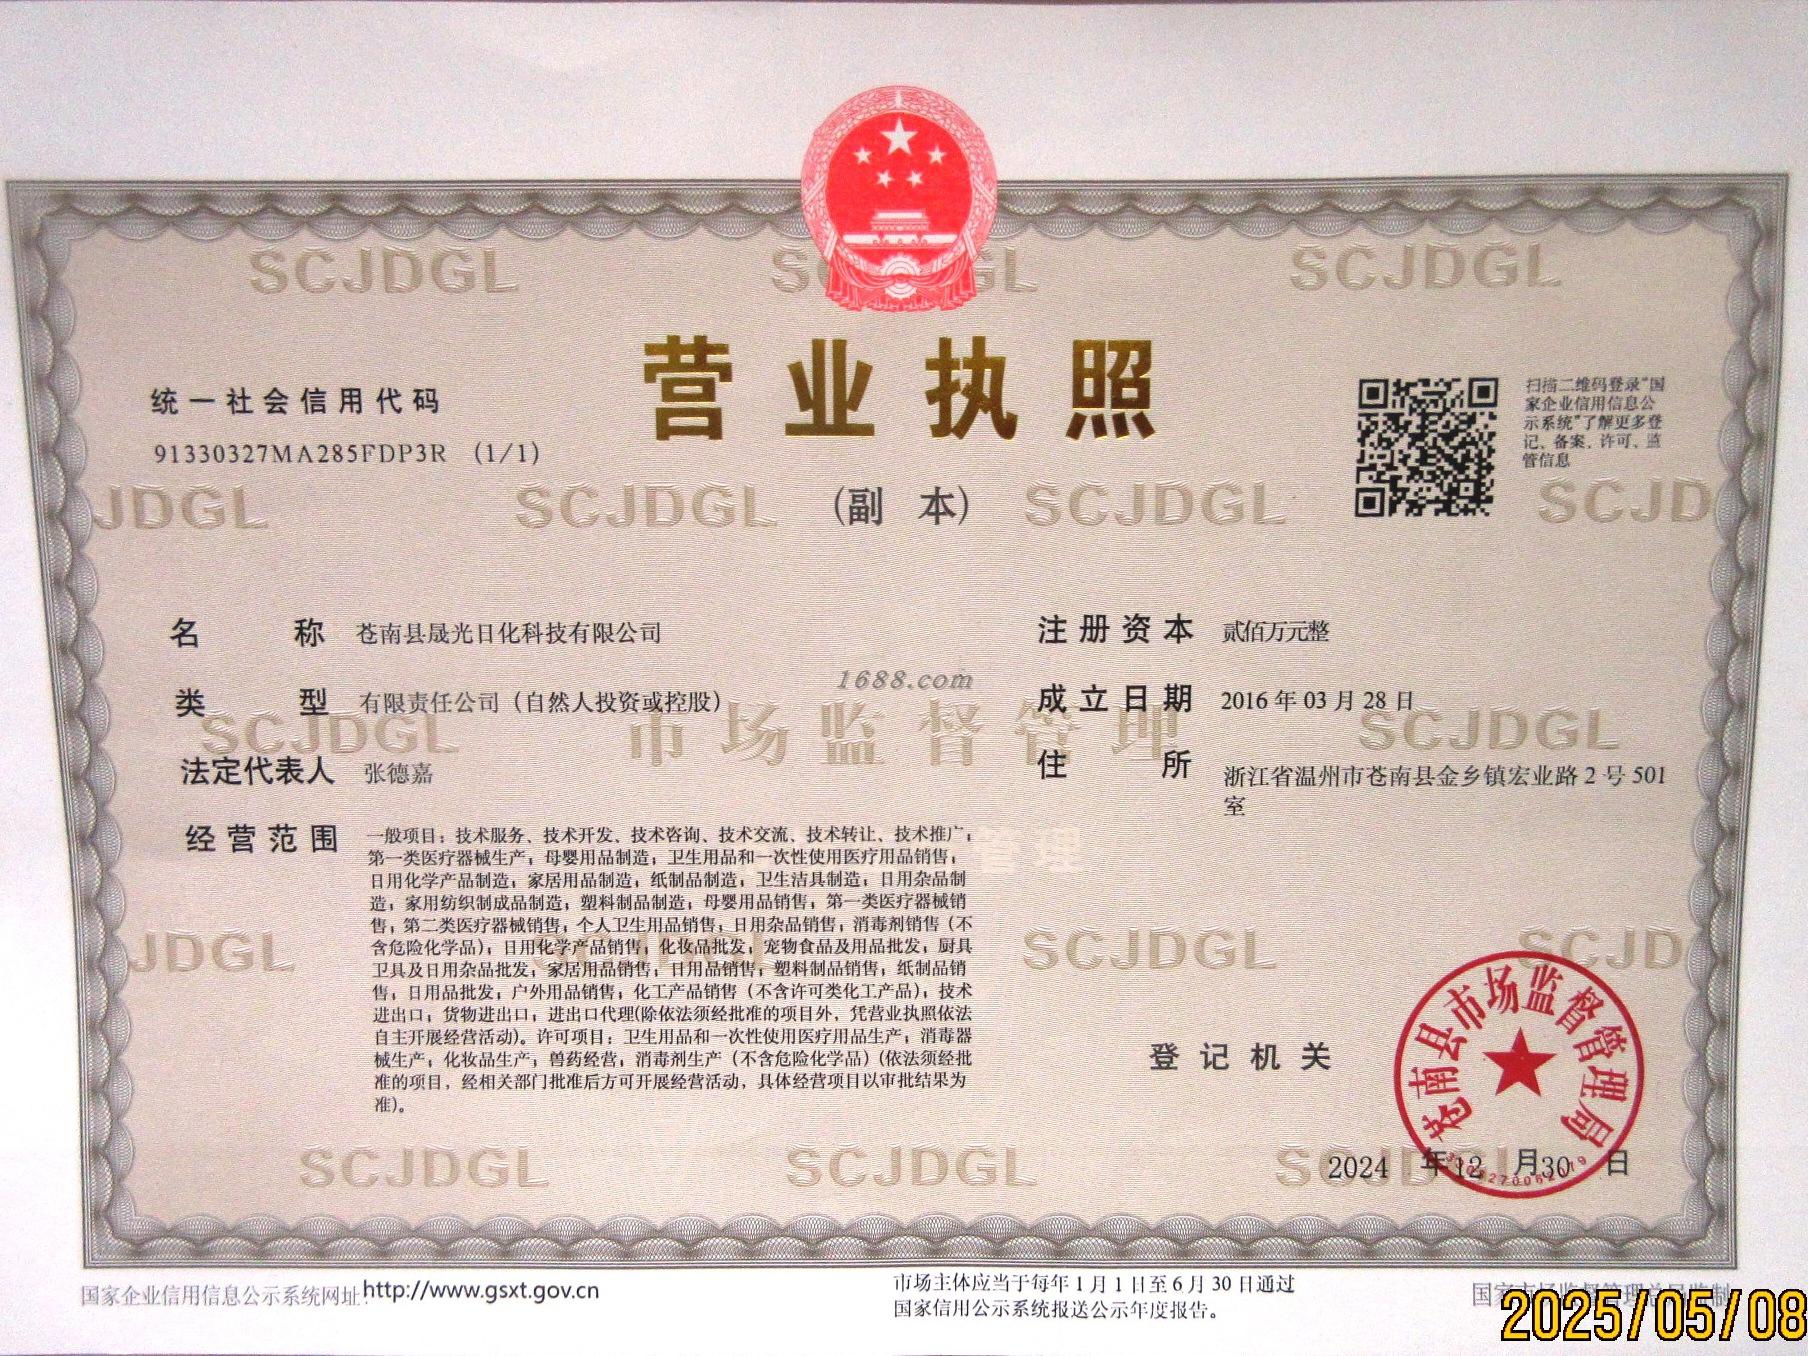 SCJDGL
SCJDGL
SCJDGL
营业执照
(副 本)
统一社会信用代码
91330327MA285FDP3R (1/1)
扫描二维码登录"国
家企业信用信息公
示系统"了解更多登
记、备案、许可、监
管信息
JDGL
SCJDGL
SCJDGL
SCJD
名 称 苍南县晟光日化科技有限公司
类 型 有限责任公司（自然人投资或控股）
法定代表人 张德嘉
经营范围 一般项目：技术服务、技术开发、技术咨询、技术交流、技术转让、技术推广；
第一类医疗器械生产；母婴用品制造；卫生用品和一次性使用医疗用品销售；
日用化学产品制造；家居用品制造；纸制品制造；卫生洁具制造；日用杂品制
造；家用纺织制成品制造；塑料制品制造；母婴用品销售；第一类医疗器械销
售；第二类医疗器械销售；个人卫生用品销售；日用杂品销售；消毒剂销售（不
含危险化学品）；日用化学产品销售；化妆品批发；宠物食品及用品批发；厨具
卫具及日用杂品批发；家居用品销售；日用品销售；塑料制品销售；纸制品销
售；日用品批发；户外用品销售；化工产品销售（不含许可类化工产品）；技术
进出口；货物进出口；进出口代理(除依法须经批准的项目外，凭营业执照依法
自主开展经营活动)。许可项目：卫生用品和一次性使用医疗用品生产；消毒器
械生产；化妆品生产；兽药经营；消毒剂生产（不含危险化学品）(依法须经批
准的项目，经相关部门批准后方可开展经营活动，具体经营项目以审批结果为
准)。
注册资本 贰佰万元整
成立日期 2016 年 03 月 28 日
住 所 浙江省温州市苍南县金乡镇宏业路 2 号 501
室
1688.com
SCJDGL
市场监督管理
SCJDGL
管理
JDGL
SCJDGL
SCJDGL
SCJD
登记机关
苍南县市场监督管理局
2024 年 12 月 30 日
SCJDGL
SCJDGL
SCJDGL
国家企业信用信息公示系统网址：http://www.gsxt.gov.cn
市场主体应当于每年 1 月 1 日至 6 月 30 日通过
国家信用公示系统报送公示年度报告。
国家市场监督管理总局监制
2025/05/08